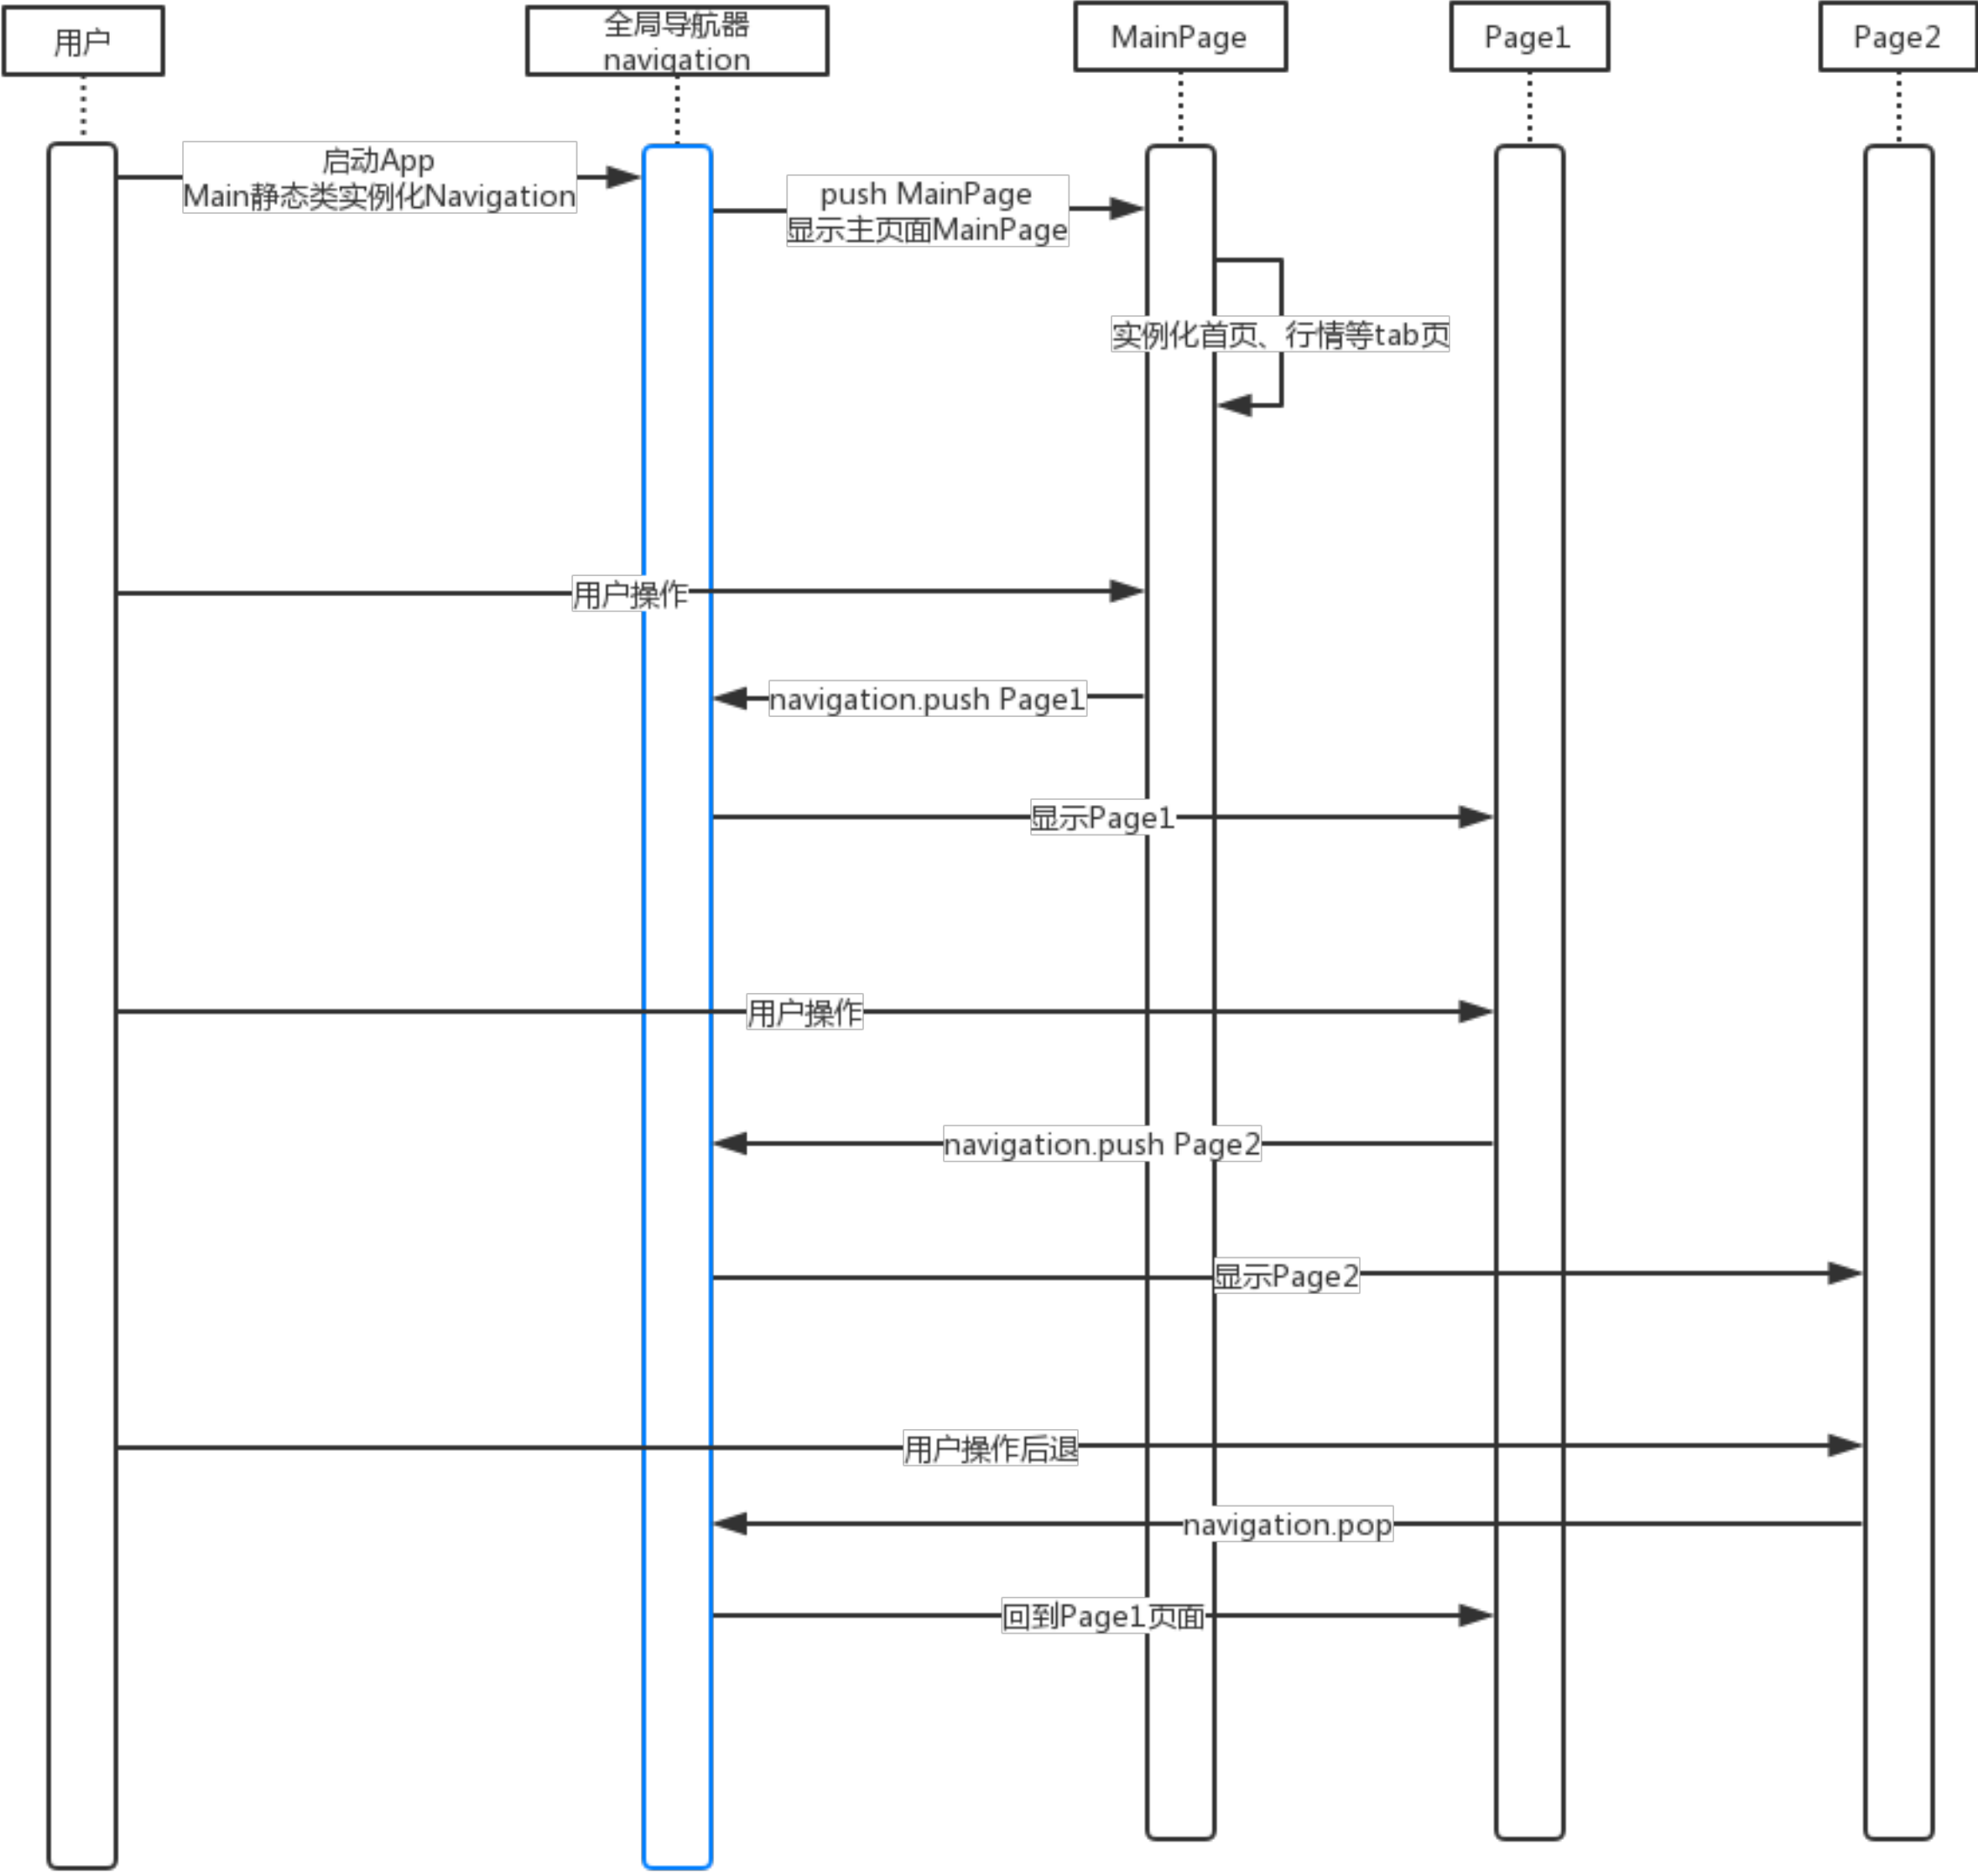 用户
全局导航器
navigation
MainPage
Page1
Page2
启动App
Main静态类实例化Navigation
push MainPage
显示主页面MainPage
实例化首页、行情等tab页
用户操作
navigation.push Page1
显示Page1
用户操作
navigation.push Page2
显示Page2
用户操作后退
navigation.pop
回到Page1页面